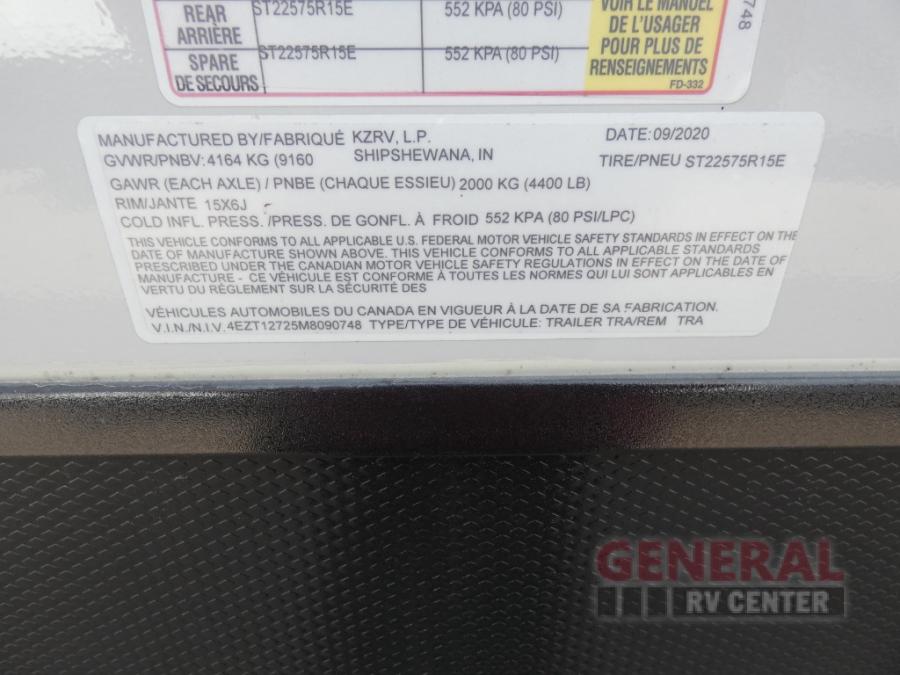 REAR ST22575R15E 552 KPA (80 PSI)
ARRIÈRE
SPARE ST22575R15E 552 KPA (80 PSI)
DE SECOURS
VOIR LE MANUEL
DE L'USAGER
POUR PLUS DE
RENSEIGNEMENTS
FD-332
748
MANUFACTURED BY/FABRIQUÉ KZRV, L.P. DATE: 09/2020
GVWR/PNBV: 4164 KG (9160 SHIPSHEWANA, IN TIRE/PNEU ST22575R15E
GAWR (EACH AXLE) / PNBE (CHAQUE ESSIEU) 2000 KG (4400 LB)
RIM/JANTE 15X6J
COLD INFL. PRESS. /PRESS. DE GONFL. À FROID 552 KPA (80 PSI/LPC)
THIS VEHICLE CONFORMS TO ALL APPLICABLE U.S. FEDERAL MOTOR VEHICLE SAFETY STANDARDS IN EFFECT ON THE
DATE OF MANUFACTURE SHOWN ABOVE. THIS VEHICLE CONFORMS TO ALL APPLICABLE STANDARDS
PRESCRIBED UNDER THE CANADIAN MOTOR VEHICLE SAFETY REGULATIONS IN EFFECT ON THE DATE OF
MANUFACTURE - CE VÉHICULE EST CONFORME À TOUTES LES NORMES QUI LUI SONT APPLICABLES EN
VERTU DU RÉGLEMENT SUR LA SÉCURITÉ DES
VÉHICULES AUTOMOBILES DU CANADA EN VIGUEUR À LA DATE DE SA FABRICATION.
V.I.N./N.I.V. 4EZT12725M8090748 TYPE/TYPE DE VÉHICLE: TRAILER TRA/REM TRA
GENERAL
RV CENTER